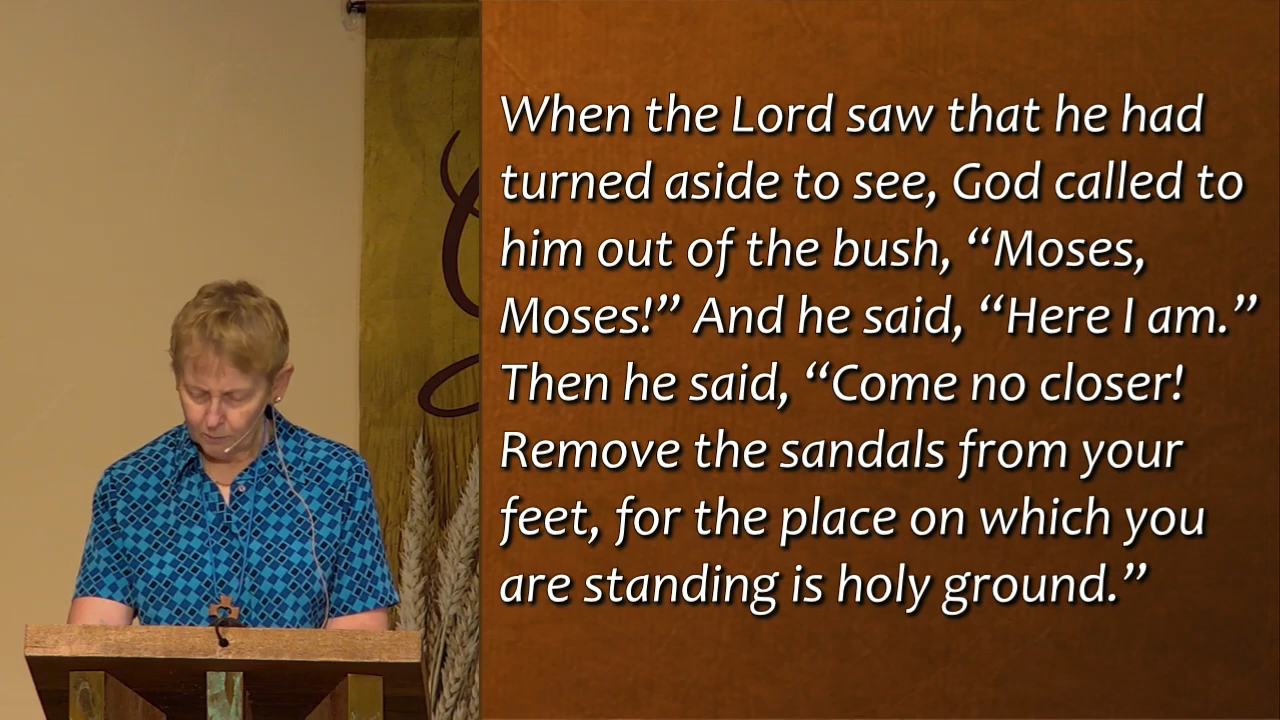 When the Lord saw that he had
turned aside to see, God called to
him out of the bush, “Moses,
Moses!” And he said, “Here I am.”
Then he said, “Come no closer!
Remove the sandals from your
feet, for the place on which you
are standing is holy ground.”